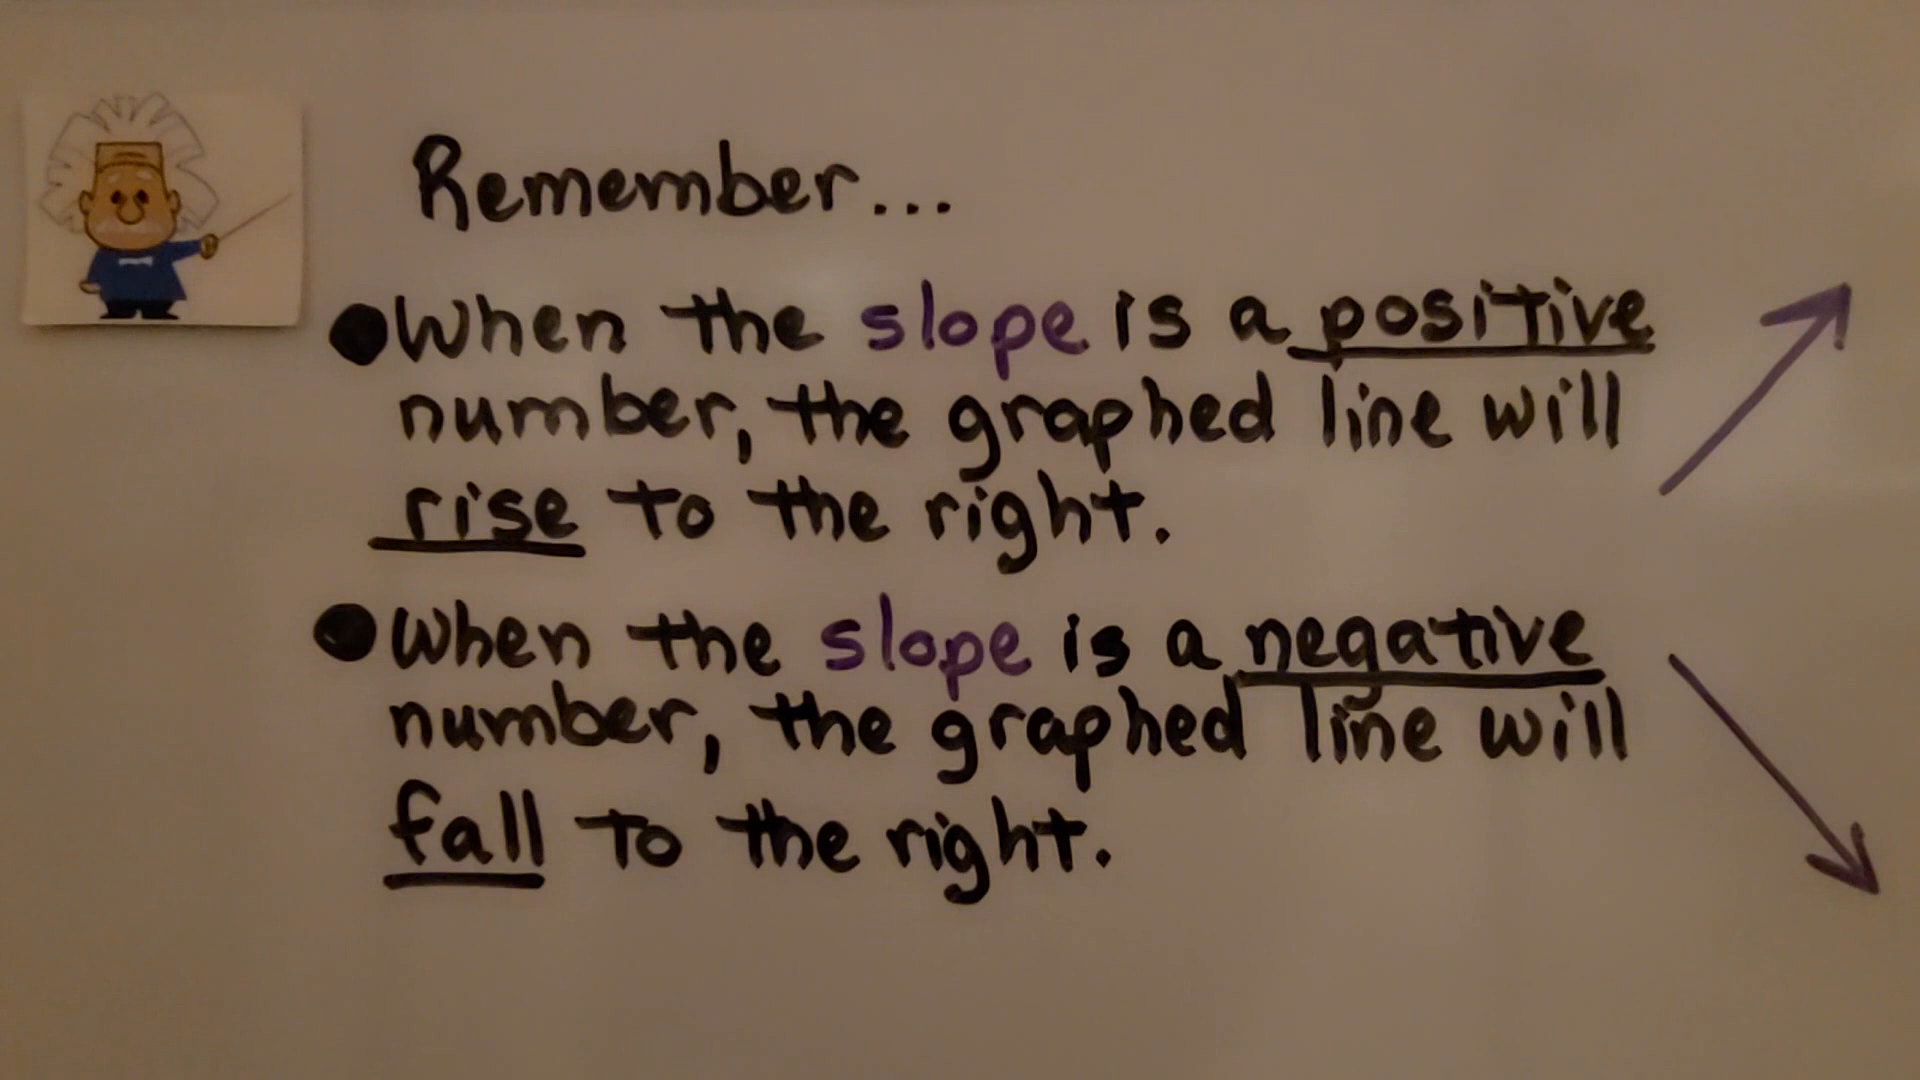 Remember...
●When the slope is a positive
number, the graphed line will
rise to the right.
●When the slope is a negative
number, the graphed line will
fall to the right.